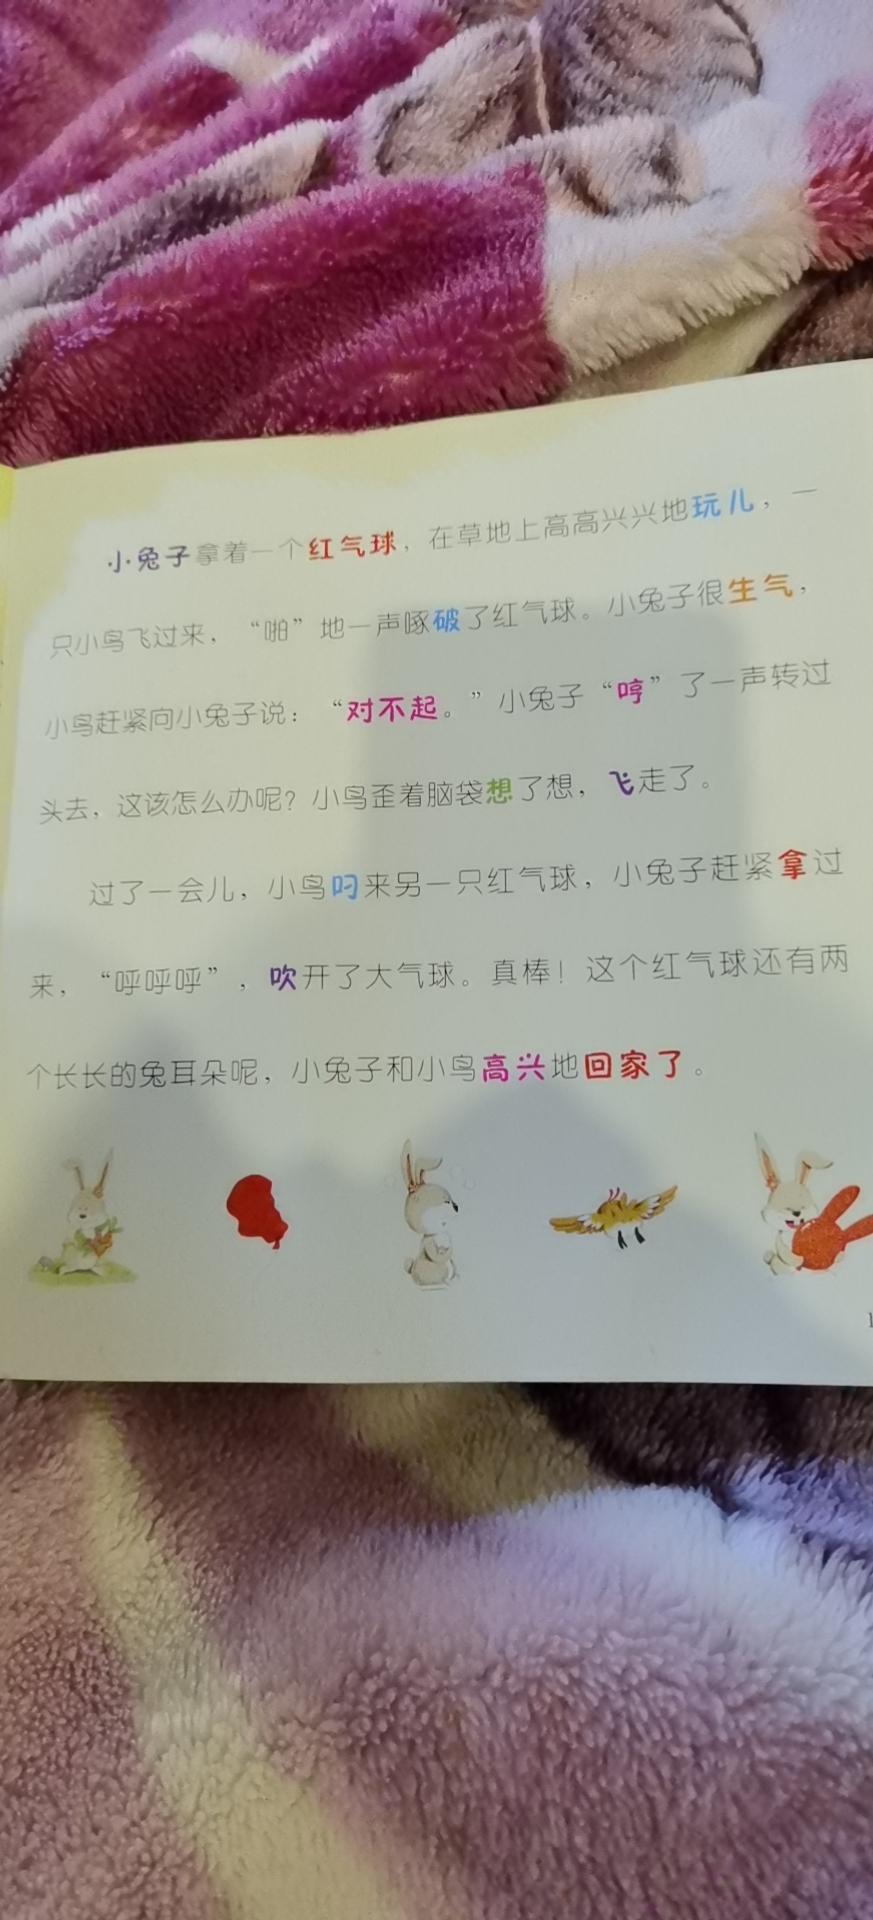 小兔子拿着一个红气球，在草地上高高兴兴地玩儿，一
只小鸟飞过来，“啪”地一声啄破了红气球。小兔子很生气，
小鸟赶紧向小兔子说：“对不起。”小兔子“哼”了一声转过
头去，这该怎么办呢？小鸟歪着脑袋想了想，飞走了。
过了一会儿，小鸟叼来另一只红气球，小兔子赶紧拿过
来，“呼呼呼”，吹开了大气球。真棒！这个红气球还有两
个长长的兔耳朵呢，小兔子和小鸟高兴地回家了。